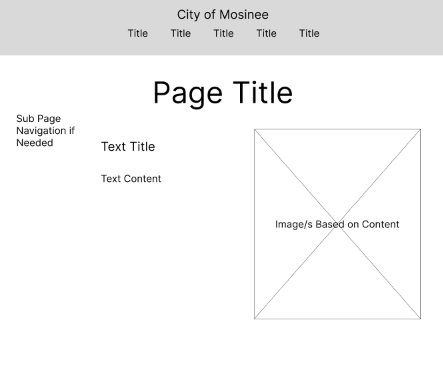 City of Mosinee
Title Title Title Title Title
Page Title
Sub Page
Navigation if
Needed
Text Title
Text Content
Image/s Based on Content